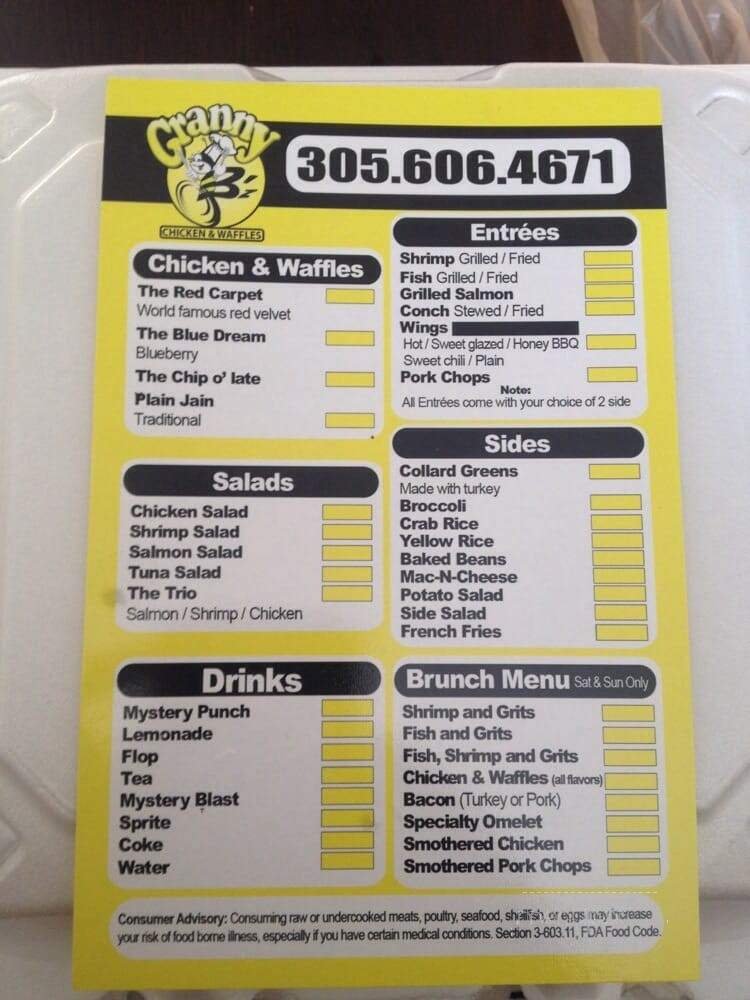 Granny B'z
CHICKEN & WAFFLES
305.606.4671
Chicken & Waffles
The Red Carpet
World famous red velvet
The Blue Dream
Blueberry
The Chip o' late
Plain Jain
Traditional
Salads
Chicken Salad
Shrimp Salad
Salmon Salad
Tuna Salad
The Trio
Salmon / Shrimp / Chicken
Drinks
Mystery Punch
Lemonade
Flop
Tea
Mystery Blast
Sprite
Coke
Water
Entrées
Shrimp Grilled / Fried
Fish Grilled / Fried
Grilled Salmon
Conch Stewed / Fried
Wings
Hot / Sweet glazed / Honey BBQ
Sweet chili / Plain
Pork Chops
Note:
All Entrées come with your choice of 2 side
Sides
Collard Greens
Made with turkey
Broccoli
Crab Rice
Yellow Rice
Baked Beans
Mac-N-Cheese
Potato Salad
Side Salad
French Fries
Brunch Menu Sat & Sun Only
Shrimp and Grits
Fish and Grits
Fish, Shrimp and Grits
Chicken & Waffles (all flavors)
Bacon (Turkey or Pork)
Specialty Omelet
Smothered Chicken
Smothered Pork Chops
Consumer Advisory: Consuming raw or undercooked meats, poultry, seafood, shellfish, or eggs may increase
your risk of food borne illness, especially if you have certain medical conditions. Section 3-603.11, FDA Food Code.